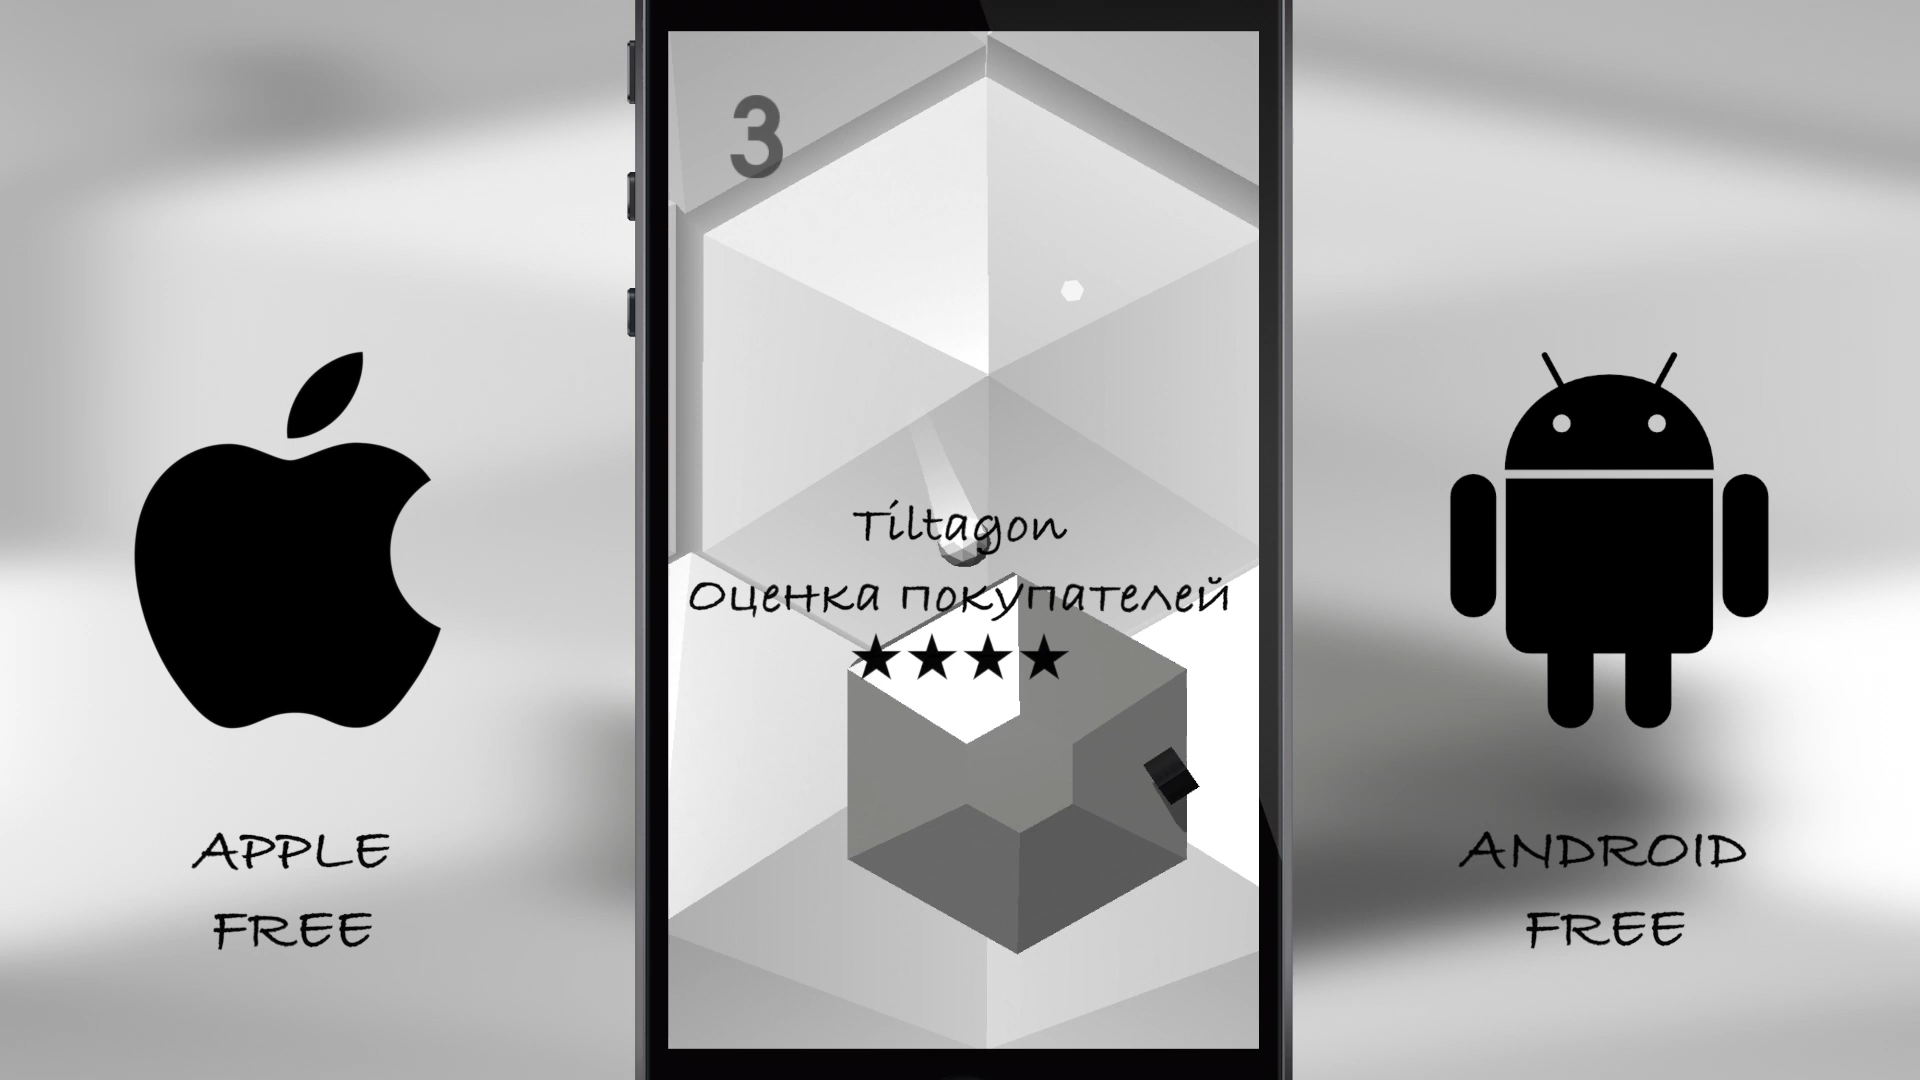 3
Tiltagon
Оценка покупателей
★★★★
APPLE
FREE
ANDROID
FREE